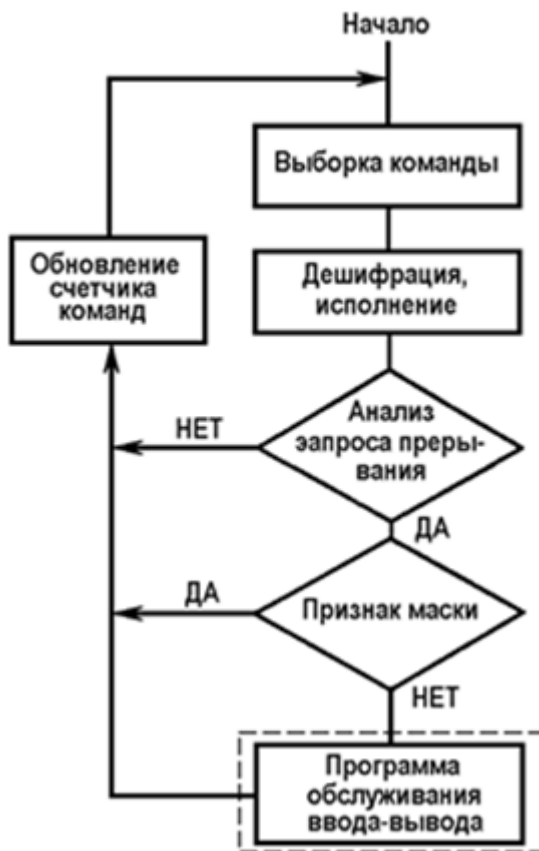 Начало
Выборка команды
Обновление
счетчика
команд
Дешифрация,
исполнение
Анализ
эапроса преры-
вания
НЕТ
ДА
Признак маски
ДА
НЕТ
Программа
обслуживания
ввода-вывода